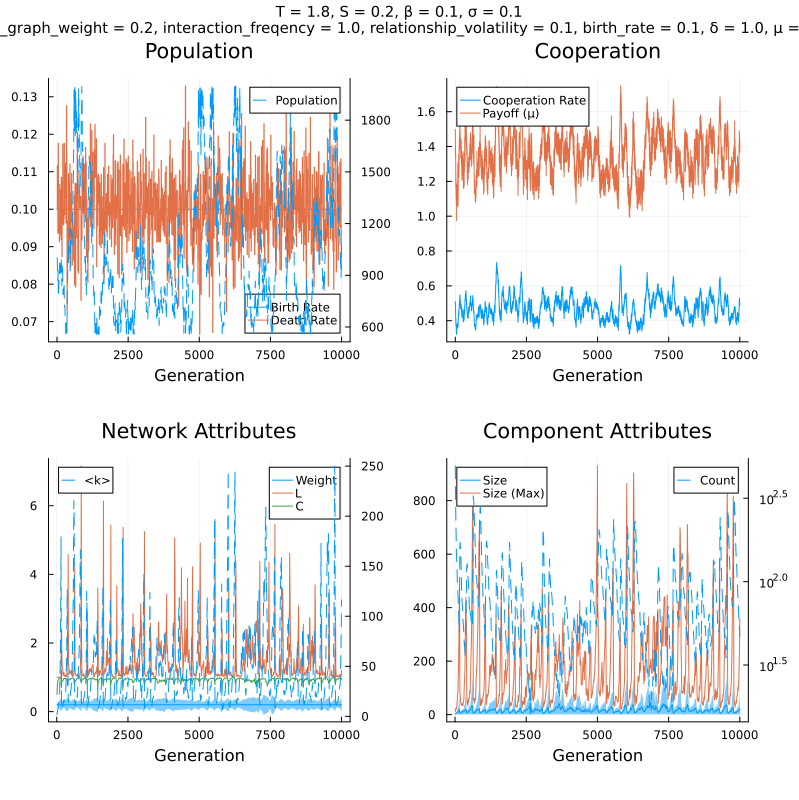 T = 1.8, S = 0.2, β = 0.1, σ = 0.1
_graph_weight = 0.2, interaction_freqency = 1.0, relationship_volatility = 0.1, birth_rate = 0.1, δ = 1.0, μ =
Population Cooperation
0.13
0.12
0.11
0.10
0.09
0.08
0.07
Population
Birth Rate
Death Rate
1800
1500
1200
900
600
0 2500 5000 7500 10000
Generation
1.6
1.4
1.2
1.0
0.8
0.6
0.4
Cooperation Rate
Payoff (μ)
0 2500 5000 7500 10000
Generation
Network Attributes Component Attributes
6
4
2
0
<k>
Weight
L
C
250
200
150
100
50
0
0 2500 5000 7500 10000
Generation
800
600
400
200
0
Size
Size (Max)
Count
10^2.5
10^2.0
10^1.5
0 2500 5000 7500 10000
Generation